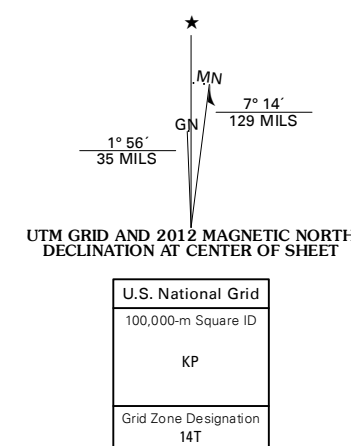 ★
MN
GN
7° 14´
129 MILS
1° 56´
35 MILS
UTM GRID AND 2012 MAGNETIC NORTH
DECLINATION AT CENTER OF SHEET
U.S. National Grid
100,000-m Square ID
KP
Grid Zone Designation
14T